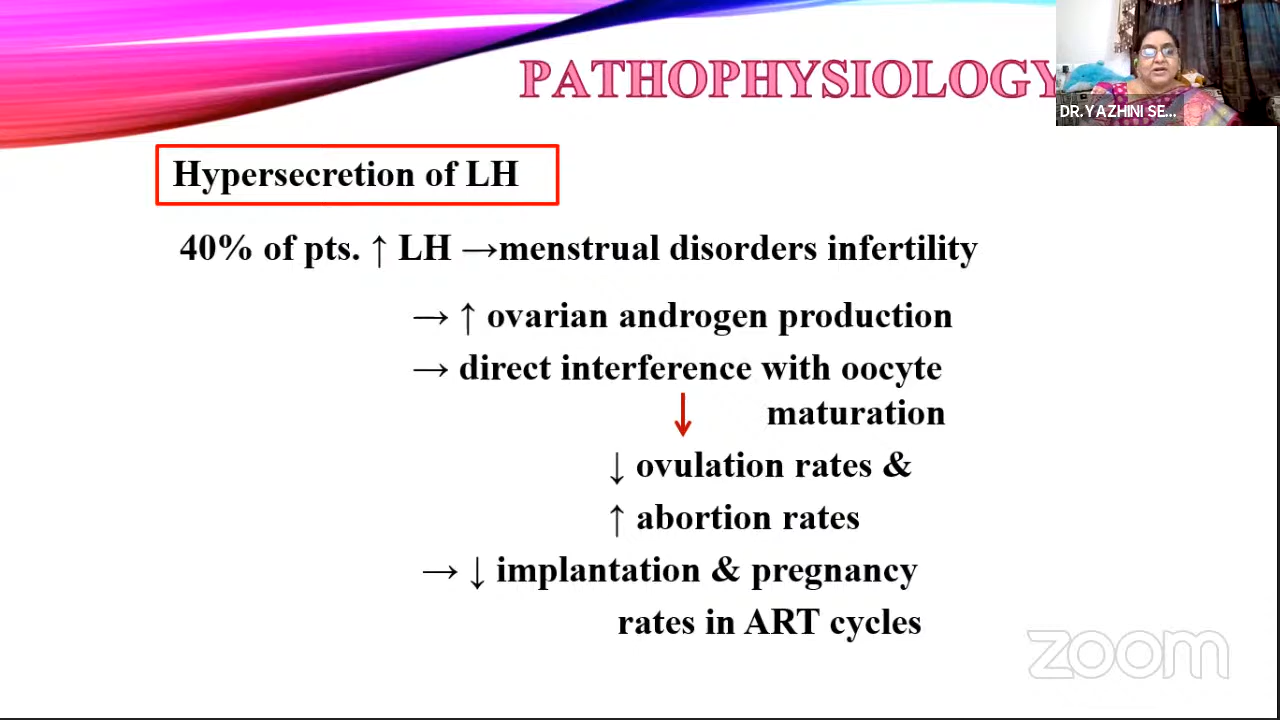 PATHOPHYSIOLOGY
DR.YAZHINI SE...
Hypersecretion of LH
40% of pts. ↑ LH →menstrual disorders infertility
→ ↑ ovarian androgen production
→ direct interference with oocyte
↓ maturation
↓ ovulation rates &
↑ abortion rates
→ ↓ implantation & pregnancy
rates in ART cycles
zoom